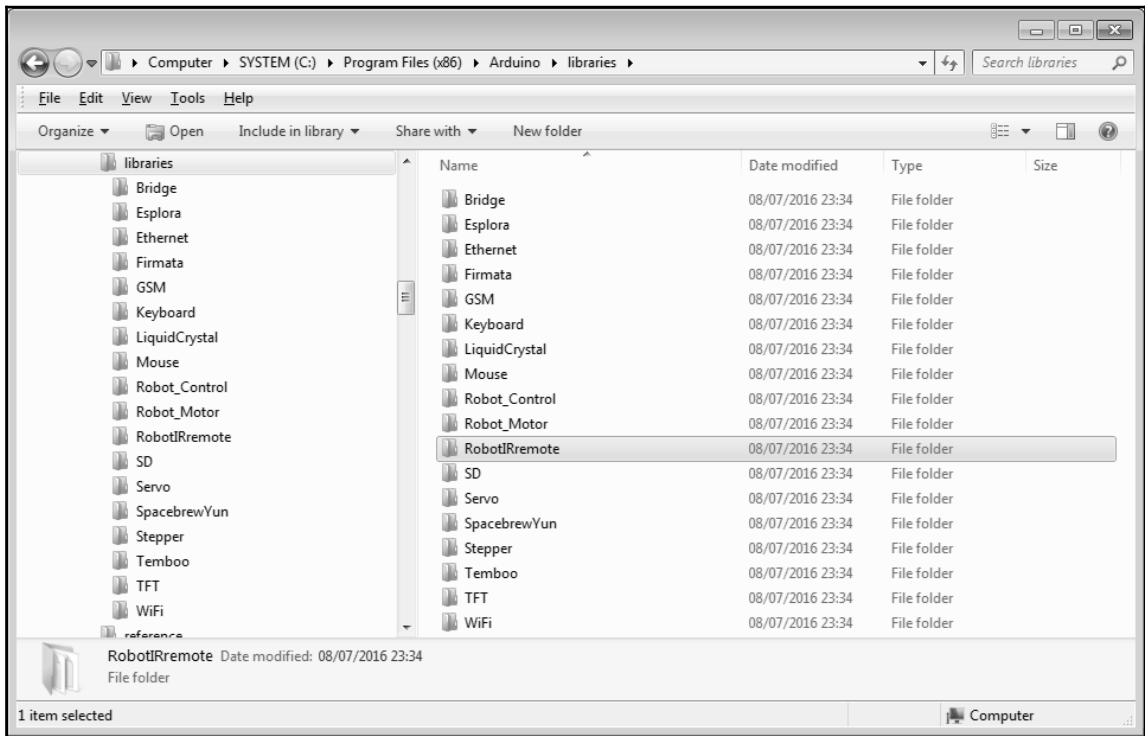 Computer SYSTEM (C:) Program Files (x86) Arduino libraries Search libraries
File Edit View Tools Help
Organize Open Include in library Share with New folder
libraries
Bridge
Esplora
Ethernet
Firmata
GSM
Keyboard
LiquidCrystal
Mouse
Robot_Control
Robot_Motor
RobotIRremote
SD
Servo
SpacebrewYun
Stepper
Temboo
TFT
WiFi
reference
Name Date modified Type Size
Bridge 08/07/2016 23:34 File folder
Esplora 08/07/2016 23:34 File folder
Ethernet 08/07/2016 23:34 File folder
Firmata 08/07/2016 23:34 File folder
GSM 08/07/2016 23:34 File folder
Keyboard 08/07/2016 23:34 File folder
LiquidCrystal 08/07/2016 23:34 File folder
Mouse 08/07/2016 23:34 File folder
Robot_Control 08/07/2016 23:34 File folder
Robot_Motor 08/07/2016 23:34 File folder
RobotIRremote 08/07/2016 23:34 File folder
SD 08/07/2016 23:34 File folder
Servo 08/07/2016 23:34 File folder
SpacebrewYun 08/07/2016 23:34 File folder
Stepper 08/07/2016 23:34 File folder
Temboo 08/07/2016 23:34 File folder
TFT 08/07/2016 23:34 File folder
WiFi 08/07/2016 23:34 File folder
RobotIRremote Date modified: 08/07/2016 23:34
File folder
1 item selected Computer